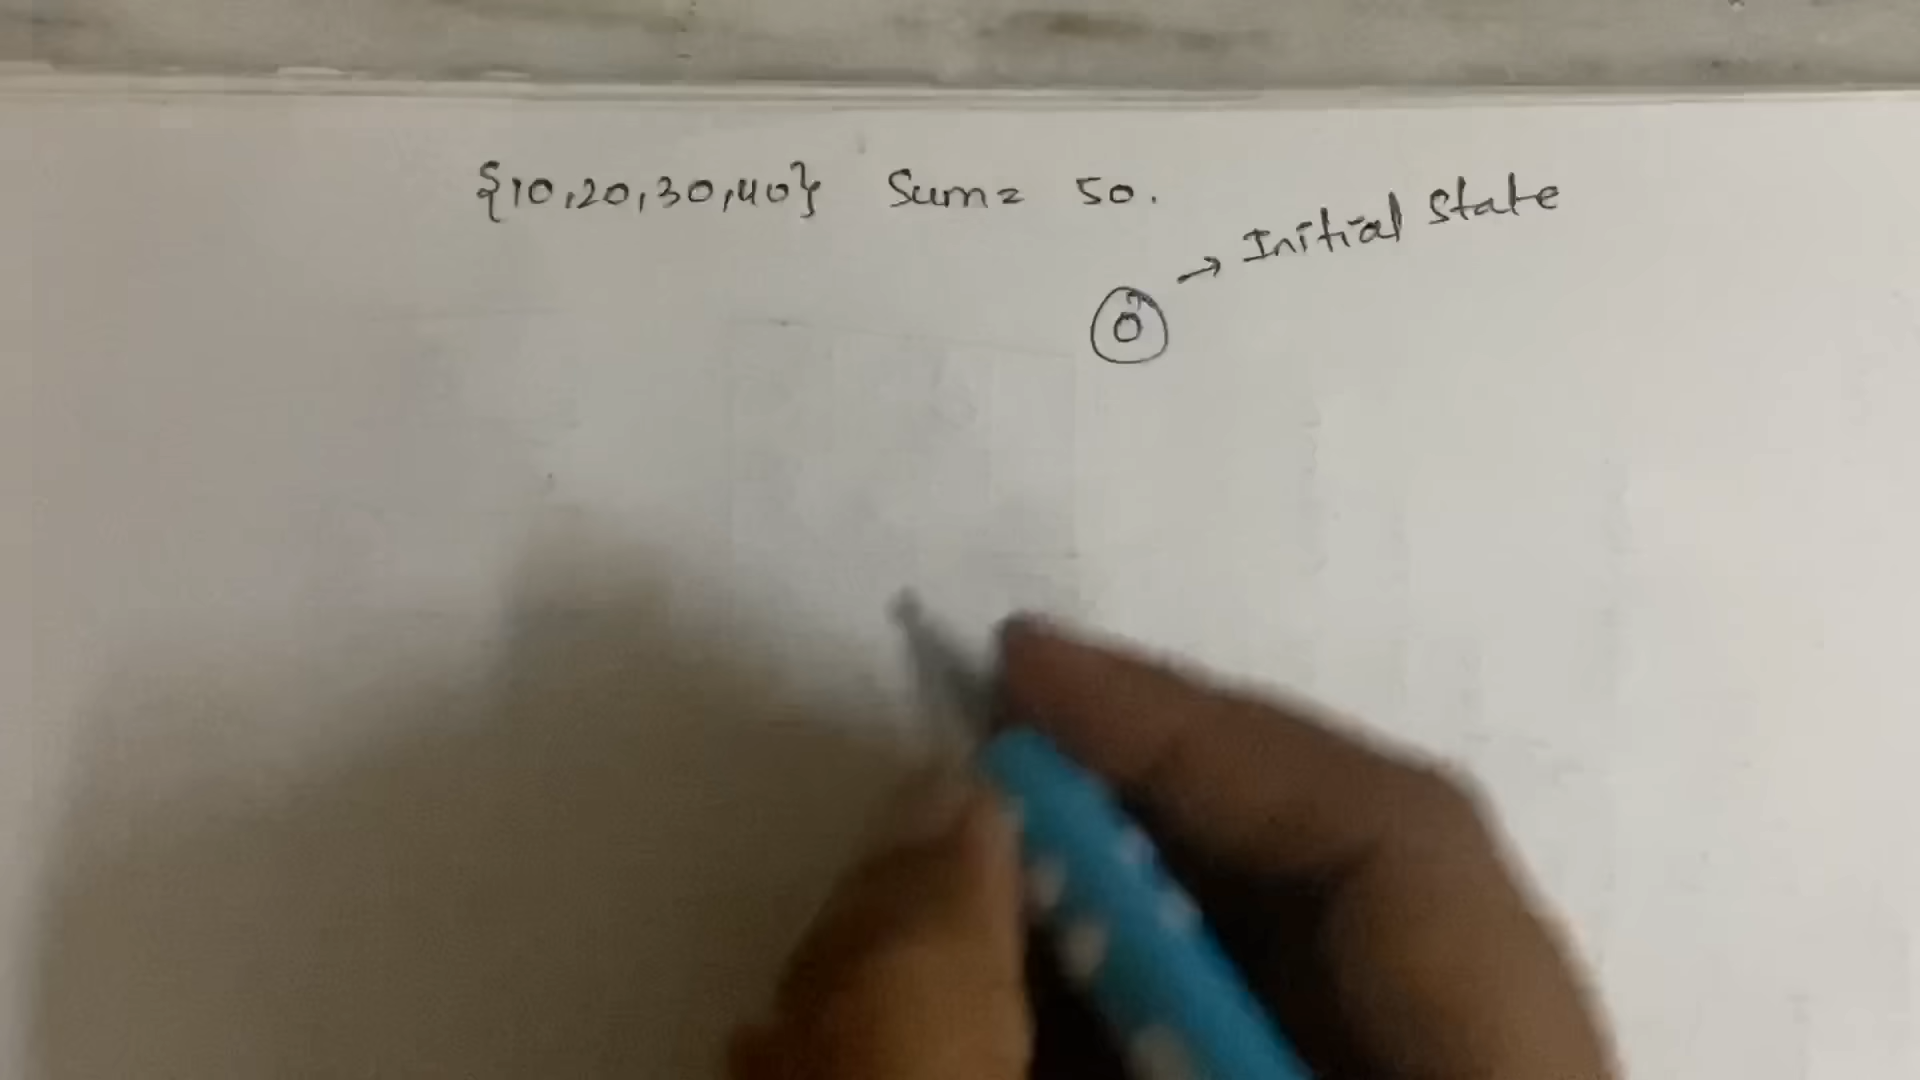 {10,20,30,40} Sum= 50.
→ Initial State
0